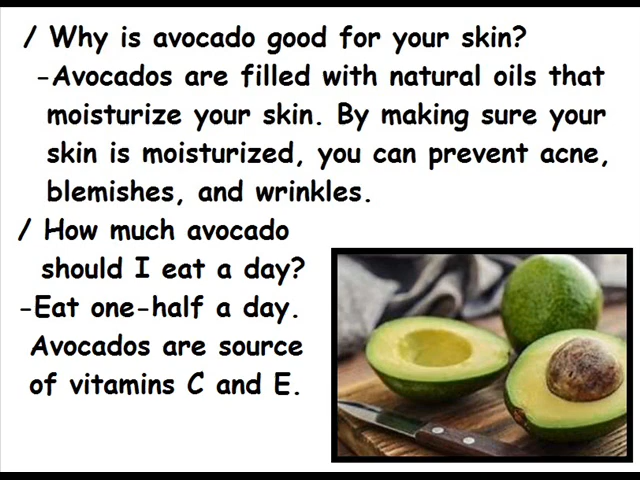 / Why is avocado good for your skin?
-Avocados are filled with natural oils that
moisturize your skin. By making sure your
skin is moisturized, you can prevent acne,
blemishes, and wrinkles.
/ How much avocado
should I eat a day?
-Eat one-half a day.
Avocados are source
of vitamins C and E.